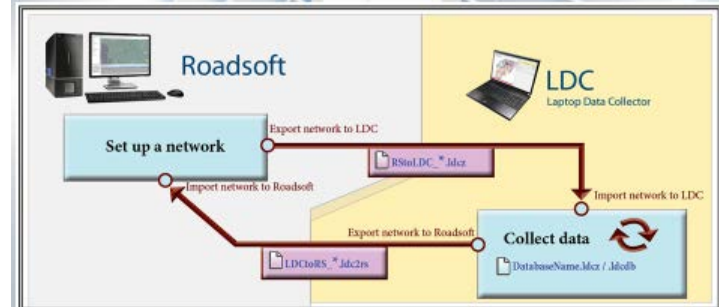 Roadsoft
LDC
Laptop Data Collector
Export network to LDC
Set up a network
RStoLDC_*.ldcz
Import network to Roadsoft
Import network to LDC
Export network to Roadsoft
Collect data
LDCtoRS_*.ldc2rs
DatabaseName.ldcz / .ldcdb